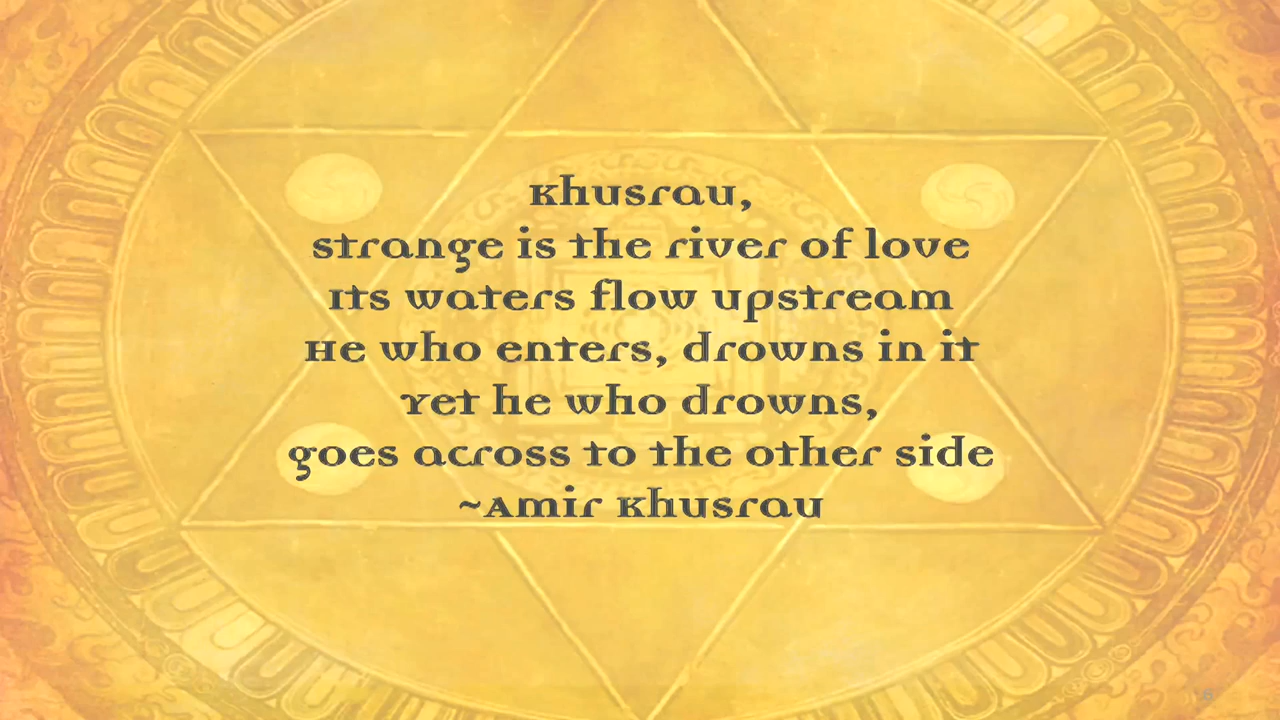 Khusrau,
strange is the river of love
Its waters flow upstream
He who enters, drowns in it
Yet he who drowns,
goes across to the other side
~Amir Khusrau